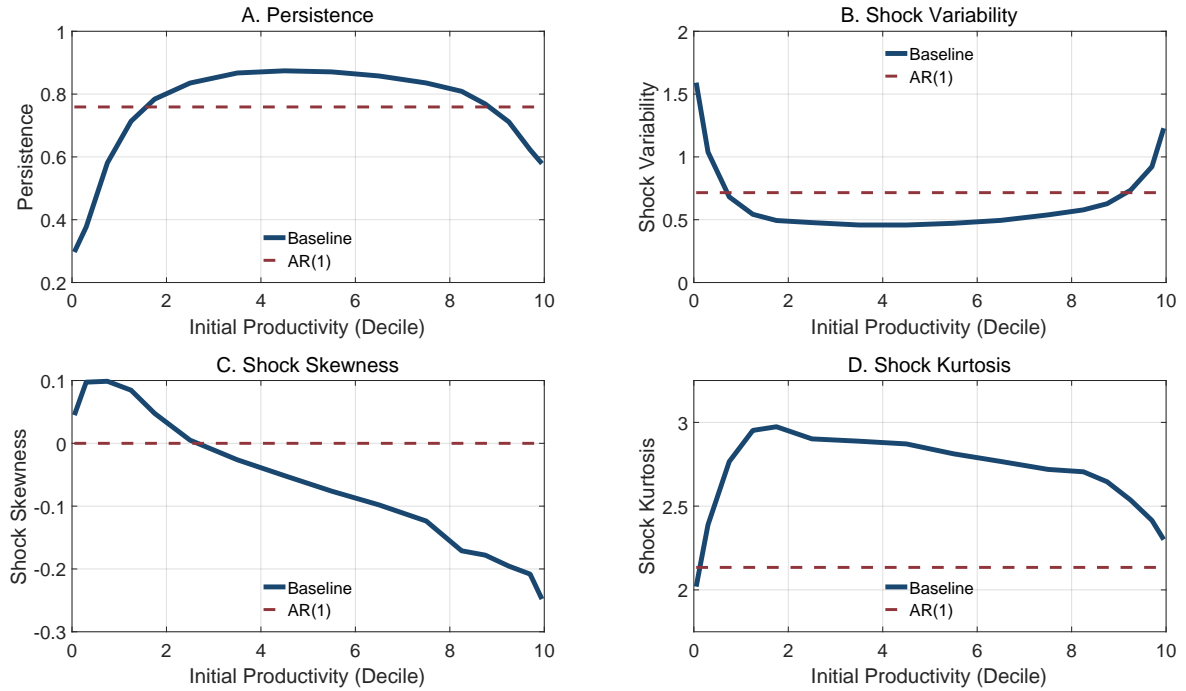 A. Persistence
1
0.8
0.6
0.4
0.2
Persistence
Baseline
AR(1)
0 2 4 6 8 10
Initial Productivity (Decile)
B. Shock Variability
2
1.5
1
0.5
0
Shock Variability
Baseline
AR(1)
0 2 4 6 8 10
Initial Productivity (Decile)
C. Shock Skewness
0.1
0
-0.1
-0.2
-0.3
Shock Skewness
Baseline
AR(1)
0 2 4 6 8 10
Initial Productivity (Decile)
D. Shock Kurtosis
3
2.5
2
Shock Kurtosis
Baseline
AR(1)
0 2 4 6 8 10
Initial Productivity (Decile)